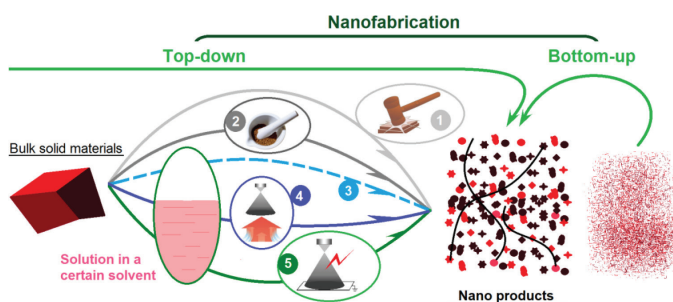 Nanofabrication
Top-down
Bottom-up
1
2
Bulk solid materials
3
4
Solution in a
certain solvent
5
Nano products